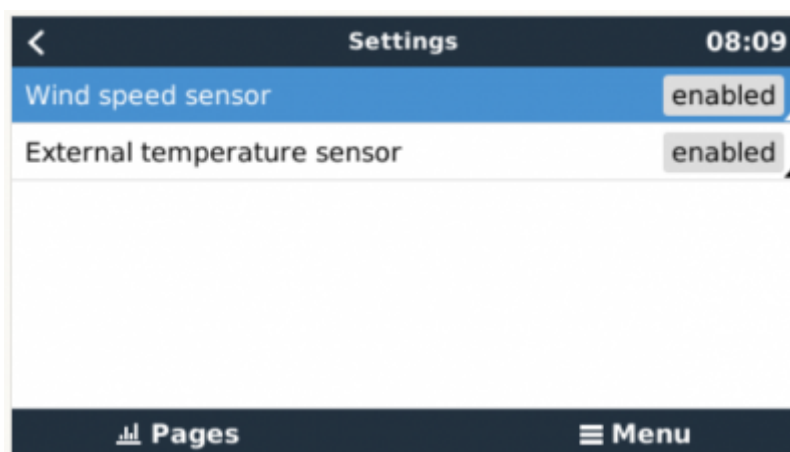 Settings 08:09
Wind speed sensor enabled
External temperature sensor enabled
Pages Menu